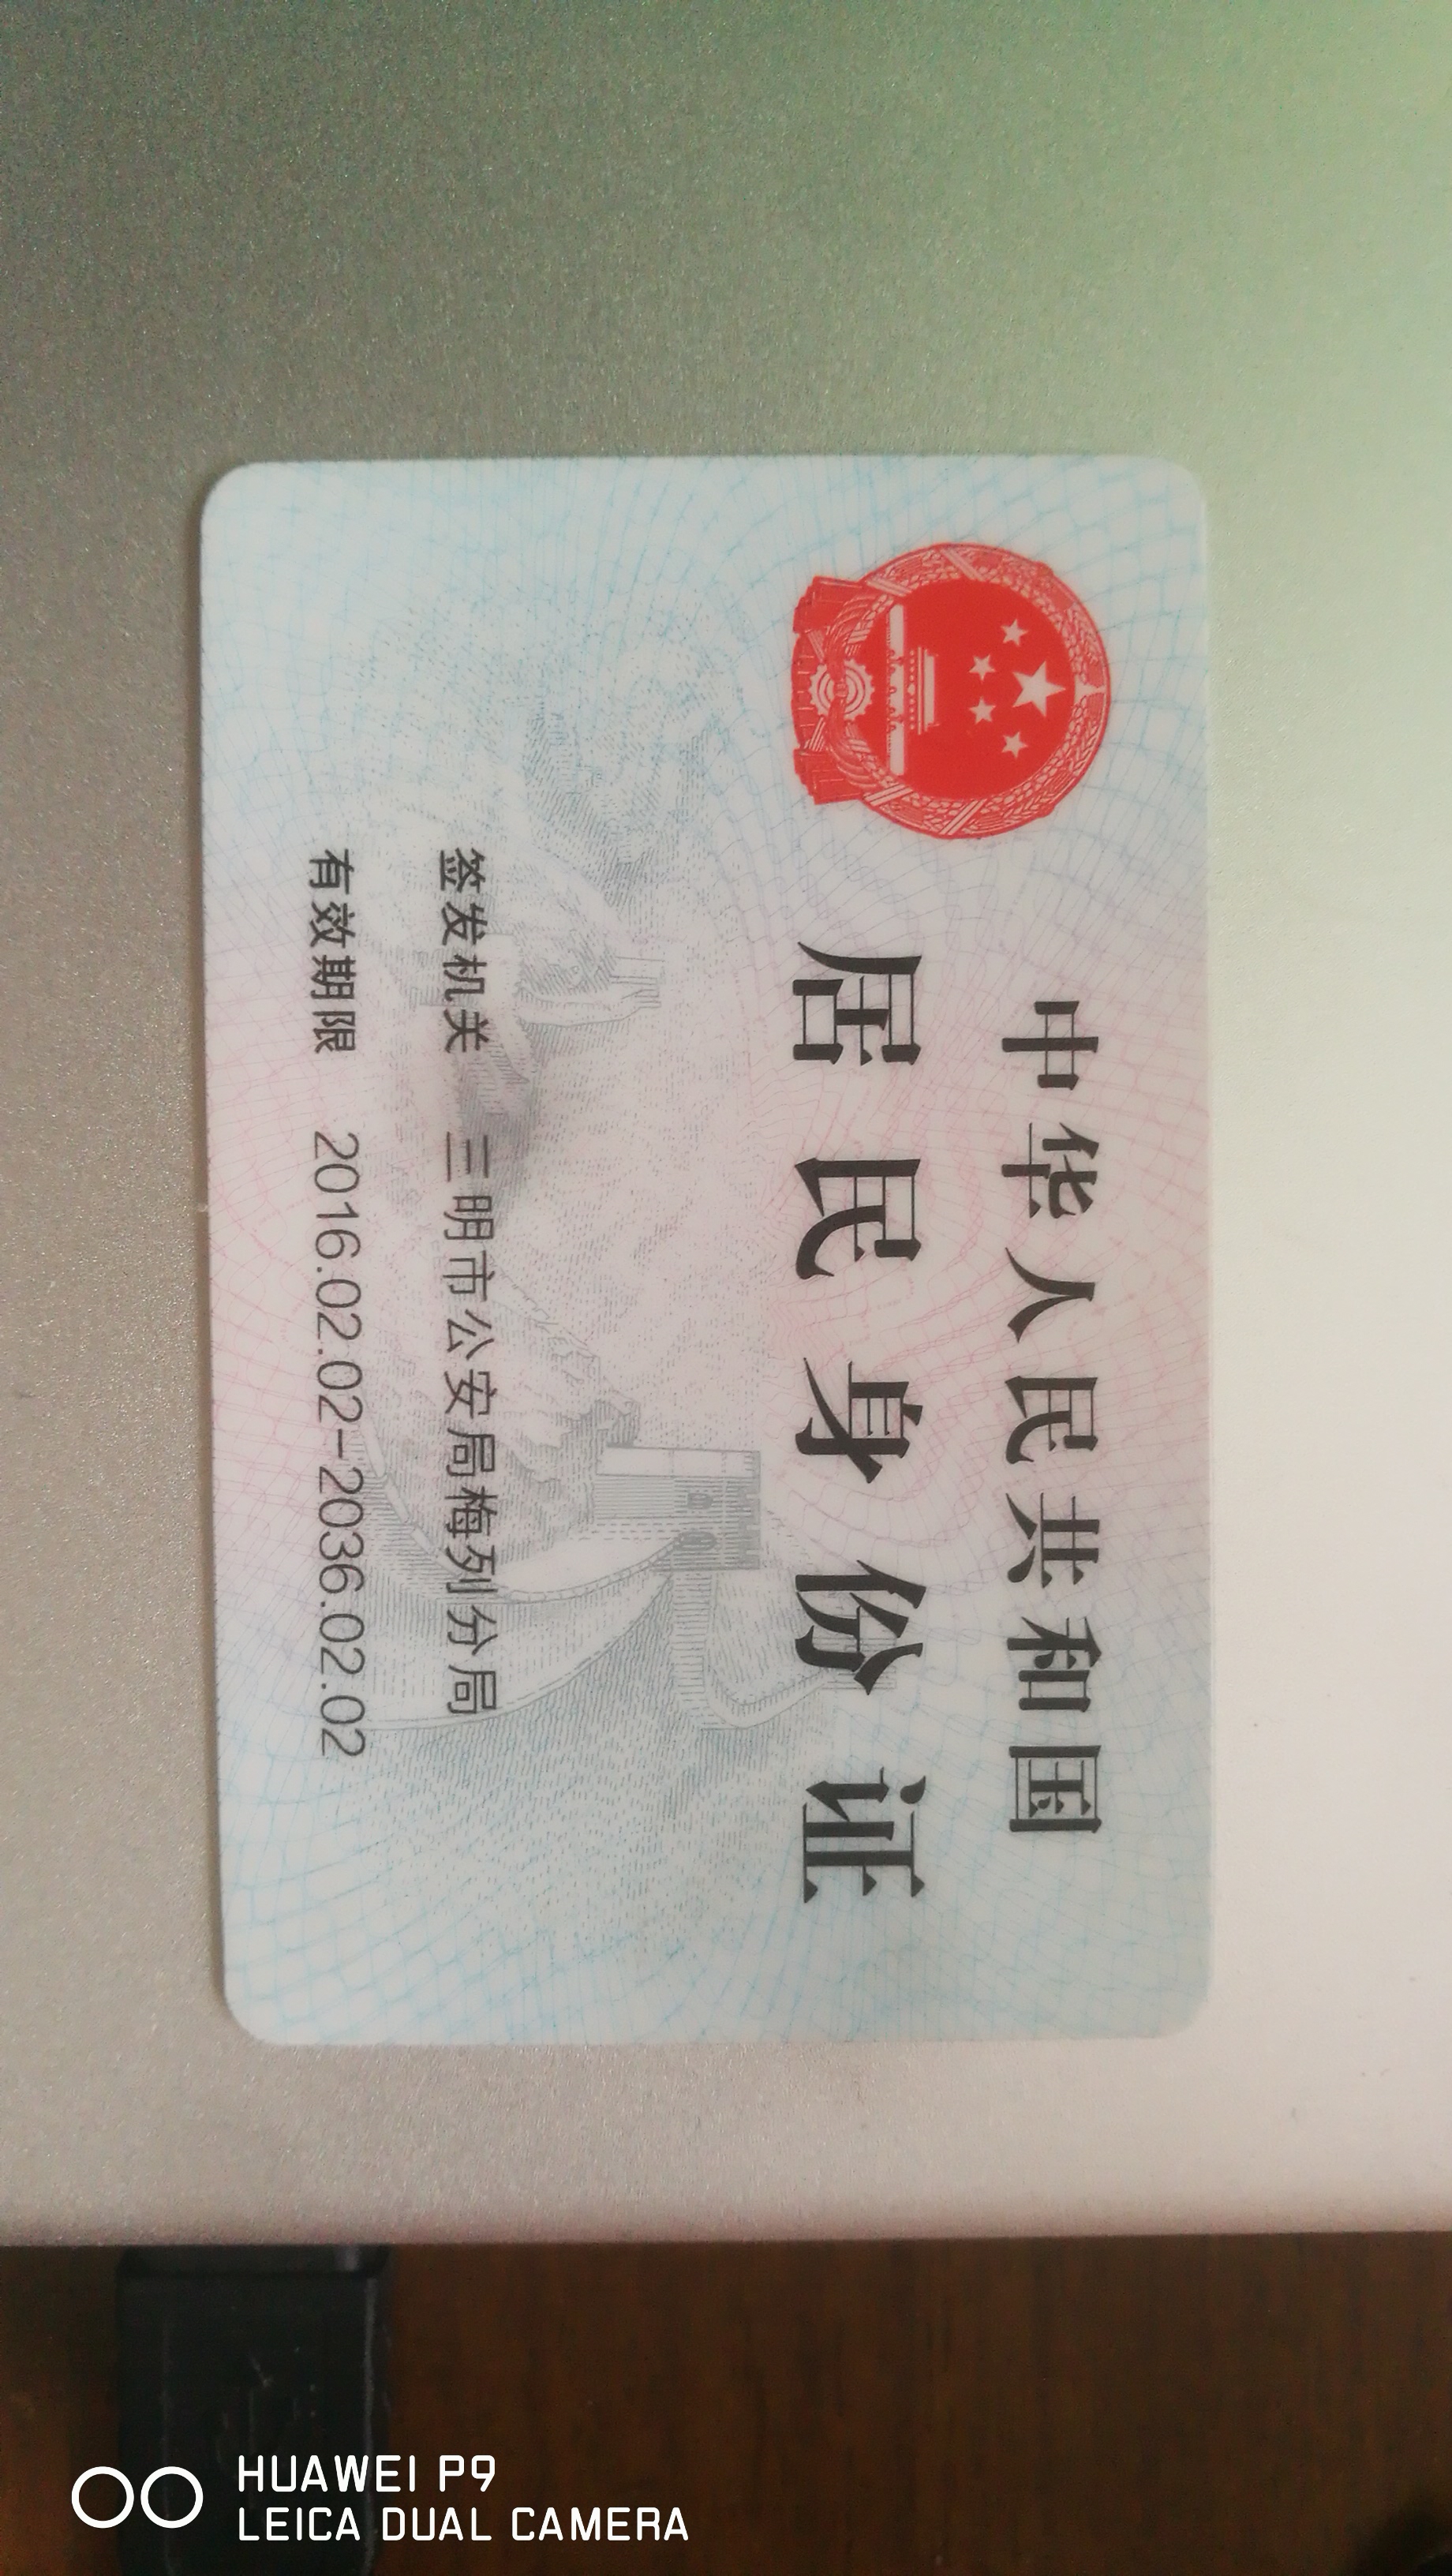 中华人民共和国
居民身份证
签发机关 三明市公安局梅列分局
有效期限 2016.02.02-2036.02.02
HUAWEI P9
LEICA DUAL CAMERA